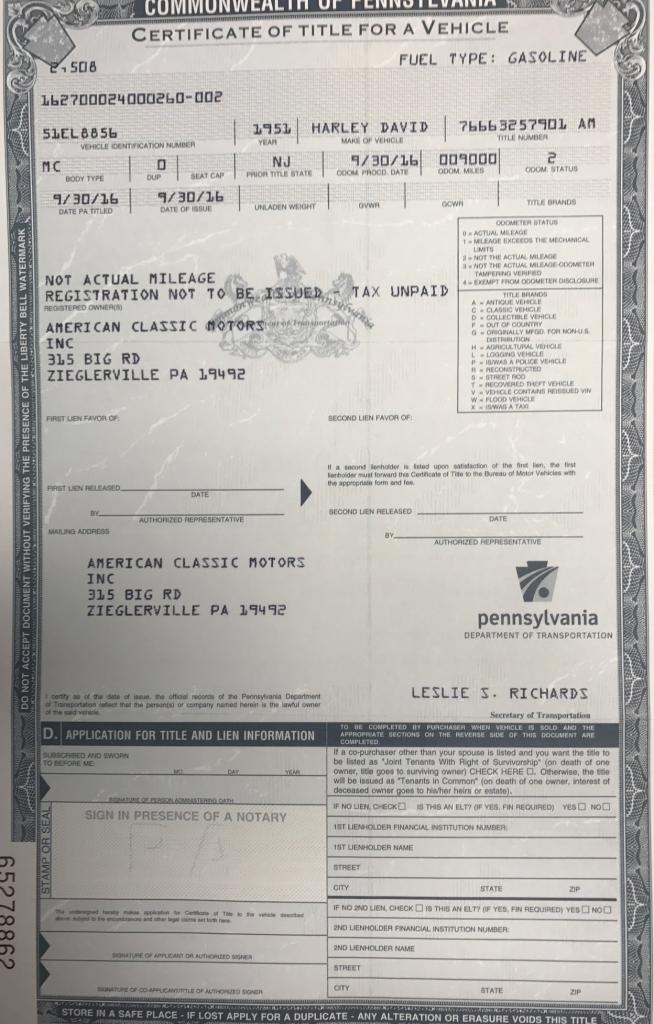 COMMONWEALTH OF PENNSYLVANIA
CERTIFICATE OF TITLE FOR A VEHICLE
508
FUEL TYPE: GASOLINE
162700024000260-002
51EL8856 1951 HARLEY DAVID 76663257901 AM
VEHICLE IDENTIFICATION NUMBER YEAR MAKE OF VEHICLE TITLE NUMBER
MC 0 NJ 9/30/16 009000 2
BODY TYPE DUP SEAT CAP PRIOR TITLE STATE ODOM. PROCD. DATE ODOM. MILES ODOM. STATUS
9/30/16 9/30/16
DATE PA TITLED DATE OF ISSUE UNLADEN WEIGHT GVWR GCWR TITLE BRANDS
ODOMETER STATUS
0 = ACTUAL MILEAGE
1 = MILEAGE EXCEEDS THE MECHANICAL
LIMITS
2 = NOT THE ACTUAL MILEAGE
3 = NOT THE ACTUAL MILEAGE-ODOMETER
TAMPERING VERIFIED
4 = EXEMPT FROM ODOMETER DISCLOSURE
TITLE BRANDS
A = ANTIQUE VEHICLE
C = CLASSIC VEHICLE
D = COLLECTIBLE VEHICLE
F = OUT OF COUNTRY
G = ORIGINALLY MFGD. FOR NON-U.S.
DISTRIBUTION
H = AGRICULTURAL VEHICLE
L = LOGGING VEHICLE
P = IS/WAS A POLICE VEHICLE
R = RECONSTRUCTED
S = STREET ROD
T = RECOVERED THEFT VEHICLE
V = VEHICLE CONTAINS REISSUED VIN
W = FLOOD VEHICLE
X = IS/WAS A TAXI
NOT ACTUAL MILEAGE
REGISTRATION NOT TO BE ISSUED TAX UNPAID
REGISTERED OWNER(S)
AMERICAN CLASSIC MOTORS
INC
315 BIG RD
ZIEGLERVILLE PA 19492
FIRST LIEN FAVOR OF:
SECOND LIEN FAVOR OF:
If a second lienholder is listed upon satisfaction of the first lien, the first
lienholder must forward this Certificate of Title to the Bureau of Motor Vehicles with
the appropriate form and fee.
FIRST LIEN RELEASED
DATE
BY
AUTHORIZED REPRESENTATIVE
SECOND LIEN RELEASED
DATE
BY
AUTHORIZED REPRESENTATIVE
MAILING ADDRESS
AMERICAN CLASSIC MOTORS
INC
315 BIG RD
ZIEGLERVILLE PA 19492
pennsylvania
DEPARTMENT OF TRANSPORTATION
I certify as of the date of issue, the official records of the Pennsylvania Department
of Transportation reflect that the person(s) or company named herein is the lawful owner
of the said vehicle.
LESLIE S. RICHARDS
Secretary of Transportation
D. APPLICATION FOR TITLE AND LIEN INFORMATION
TO BE COMPLETED BY PURCHASER WHEN VEHICLE IS SOLD AND THE
APPROPRIATE SECTIONS ON THE REVERSE SIDE OF THIS DOCUMENT ARE
COMPLETED.
SUBSCRIBED AND SWORN
TO BEFORE ME:
MO. DAY YEAR
SIGNATURE OF PERSON ADMINISTERING OATH
SIGN IN PRESENCE OF A NOTARY
PA
STAMP OR SEAL
The undersigned hereby makes application for Certificate of Title to the vehicle described
above, subject to the encumbrances and other legal claims set forth here.
SIGNATURE OF APPLICANT OR AUTHORIZED SIGNER
SIGNATURE OF CO-APPLICANT/TITLE OF AUTHORIZED SIGNER
If a co-purchaser other than your spouse is listed and you want the title to
be listed as "Joint Tenants With Right of Survivorship" (on death of one
owner, title goes to surviving owner) CHECK HERE ☐. Otherwise, the title
will be issued as "Tenants in Common" (on death of one owner, interest of
deceased owner goes to his/her heirs or estate).
IF NO LIEN, CHECK ☐ IS THIS AN ELT? (IF YES, FIN REQUIRED) YES ☐ NO ☐
1ST LIENHOLDER FINANCIAL INSTITUTION NUMBER:
1ST LIENHOLDER NAME
STREET
CITY STATE ZIP
IF NO 2ND LIEN, CHECK ☐ IS THIS AN ELT? (IF YES, FIN REQUIRED) YES ☐ NO ☐
2ND LIENHOLDER FINANCIAL INSTITUTION NUMBER:
2ND LIENHOLDER NAME
STREET
CITY STATE ZIP
STORE IN A SAFE PLACE - IF LOST APPLY FOR A DUPLICATE - ANY ALTERATION OR ERASURE VOIDS THIS TITLE
DO NOT ACCEPT DOCUMENT WITHOUT VERIFYING THE PRESENCE OF THE LIBERTY BELL WATERMARK
65278862